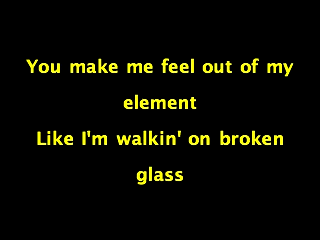 You make me feel out of my
element
Like I'm walkin' on broken
glass